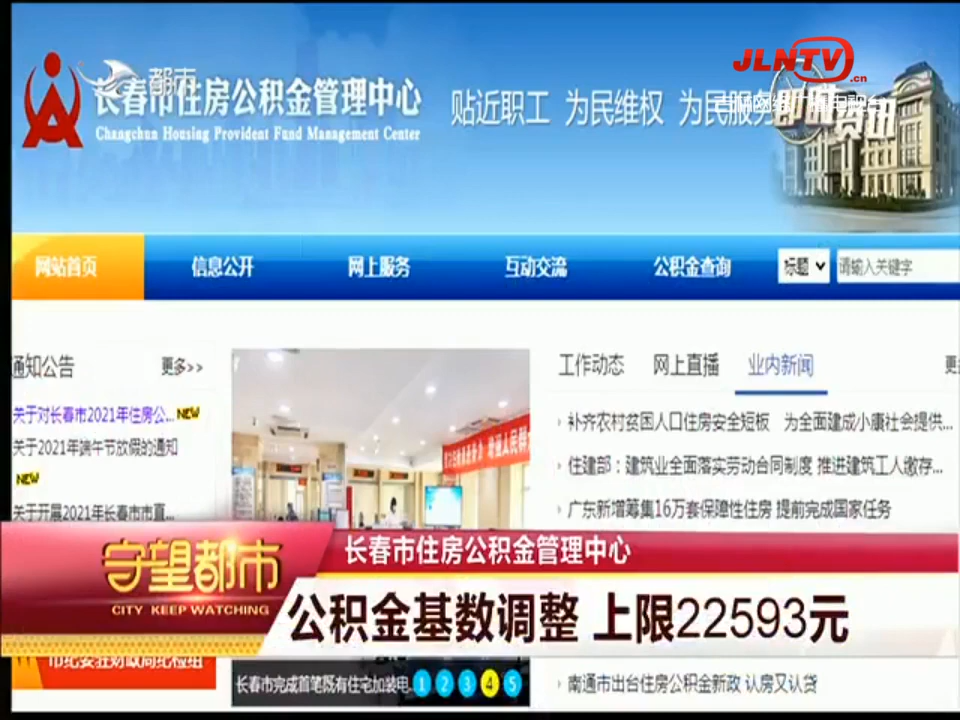 JLNTV.cn
都市
长春市住房公积金管理中心
Changchun Housing Provident Fund Management Center
贴近职工 为民维权 为民服务
资讯
网站首页 信息公开 网上服务 互动交流 公积金查询 标题 请输入关键字
通知公告 更多>>
工作动态 网上直播 业内新闻
关于对长春市2021年住房公... NEW
关于2021年端午节放假的通知
NEW
关于开展2021年长春市市直...
补齐农村贫困人口住房安全短板 为全面建成小康社会提供...
住建部：建筑业全面落实劳动合同制度 推进建筑工人缴存...
广东新增筹集16万套保障性住房 提前完成国家任务
守望都市
CITY KEEP WATCHING
长春市住房公积金管理中心
公积金基数调整 上限22593元
市纪委驻财政局纪检组
长春市完成首笔既有住宅加装电... 1 2 3 4 5
南通市出台住房公积金新政 认房又认贷